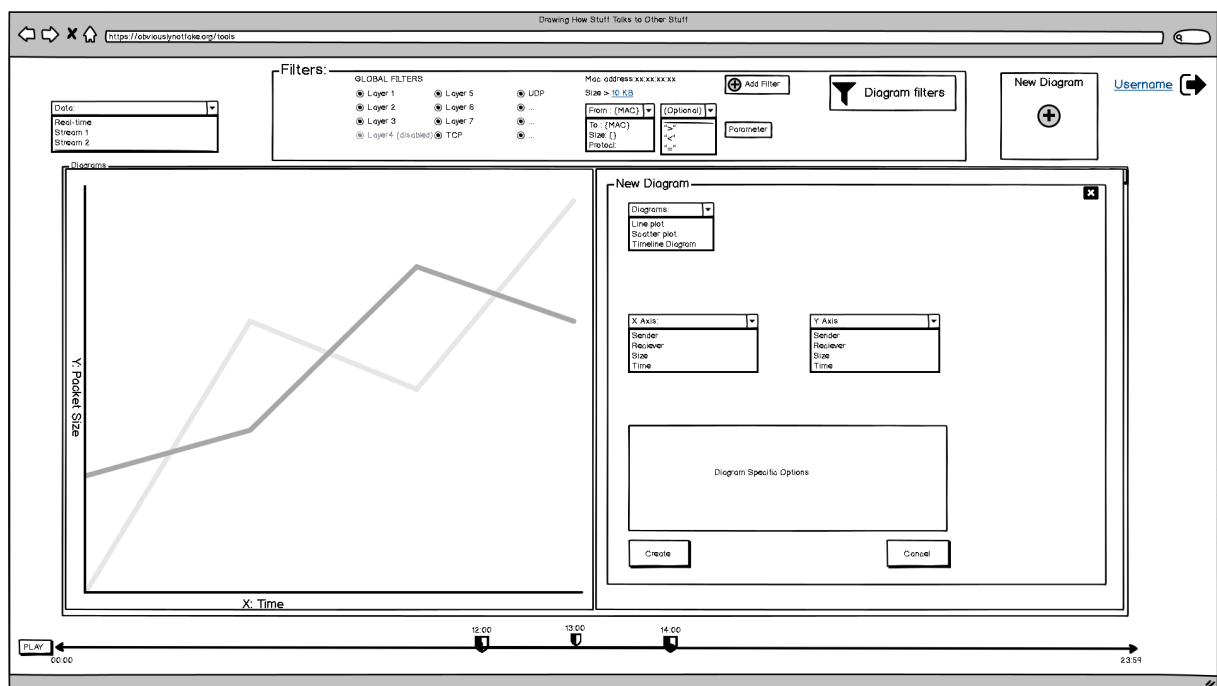 Drawing How Stuff Talks to Other Stuff
https://obviouslynotfake.org/tools
Data:
Real-time
Stream 1
Stream 2
Filters:
GLOBAL FILTERS
Layer 1
Layer 2
Layer 3
Layer4 (disabled)
Layer 5
Layer 6
Layer 7
TCP
UDP
...
...
...
Mac address:xx:xx:xx:xx
Size > 10 KB
From : {MAC}
To : {MAC}
Size: {}
Protocl:
(Optional)
">"
"<"
"="
Add Filter
Parameter
Diagram filters
New Diagram
Username
Diagrams
Y: Packet Size
X: Time
New Diagram
Diagrams:
Line plot
Scatter plot
Timeline Diagram
X Axis:
Sender
Reciever
Size
Time
Y Axis
Sender
Reciever
Size
Time
Diagram Specific Options
Create
Cancel
PLAY
00:00
12:00
13:00
14:00
23:59